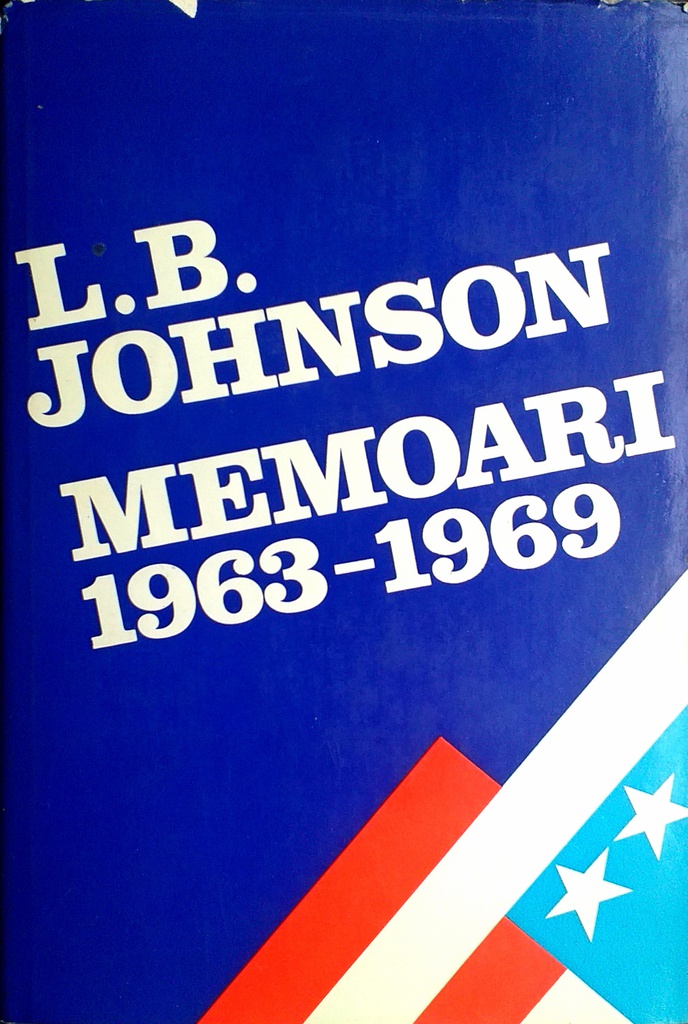 L.B.
JOHNSON
MEMOARI
1963-1969